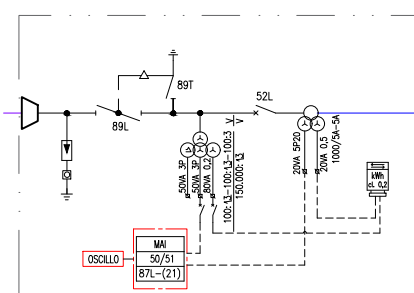 89T
52L
89L
50VA 3P
50VA 3P
80VA 0,2
100:√3-100:√3-100:3 V
150.000:√3 V
20VA 5P20
20VA 0,5
1000/5A-5A
kWh
cl. 0,2
OSCILLO
MAI
50/51
87L-(21)